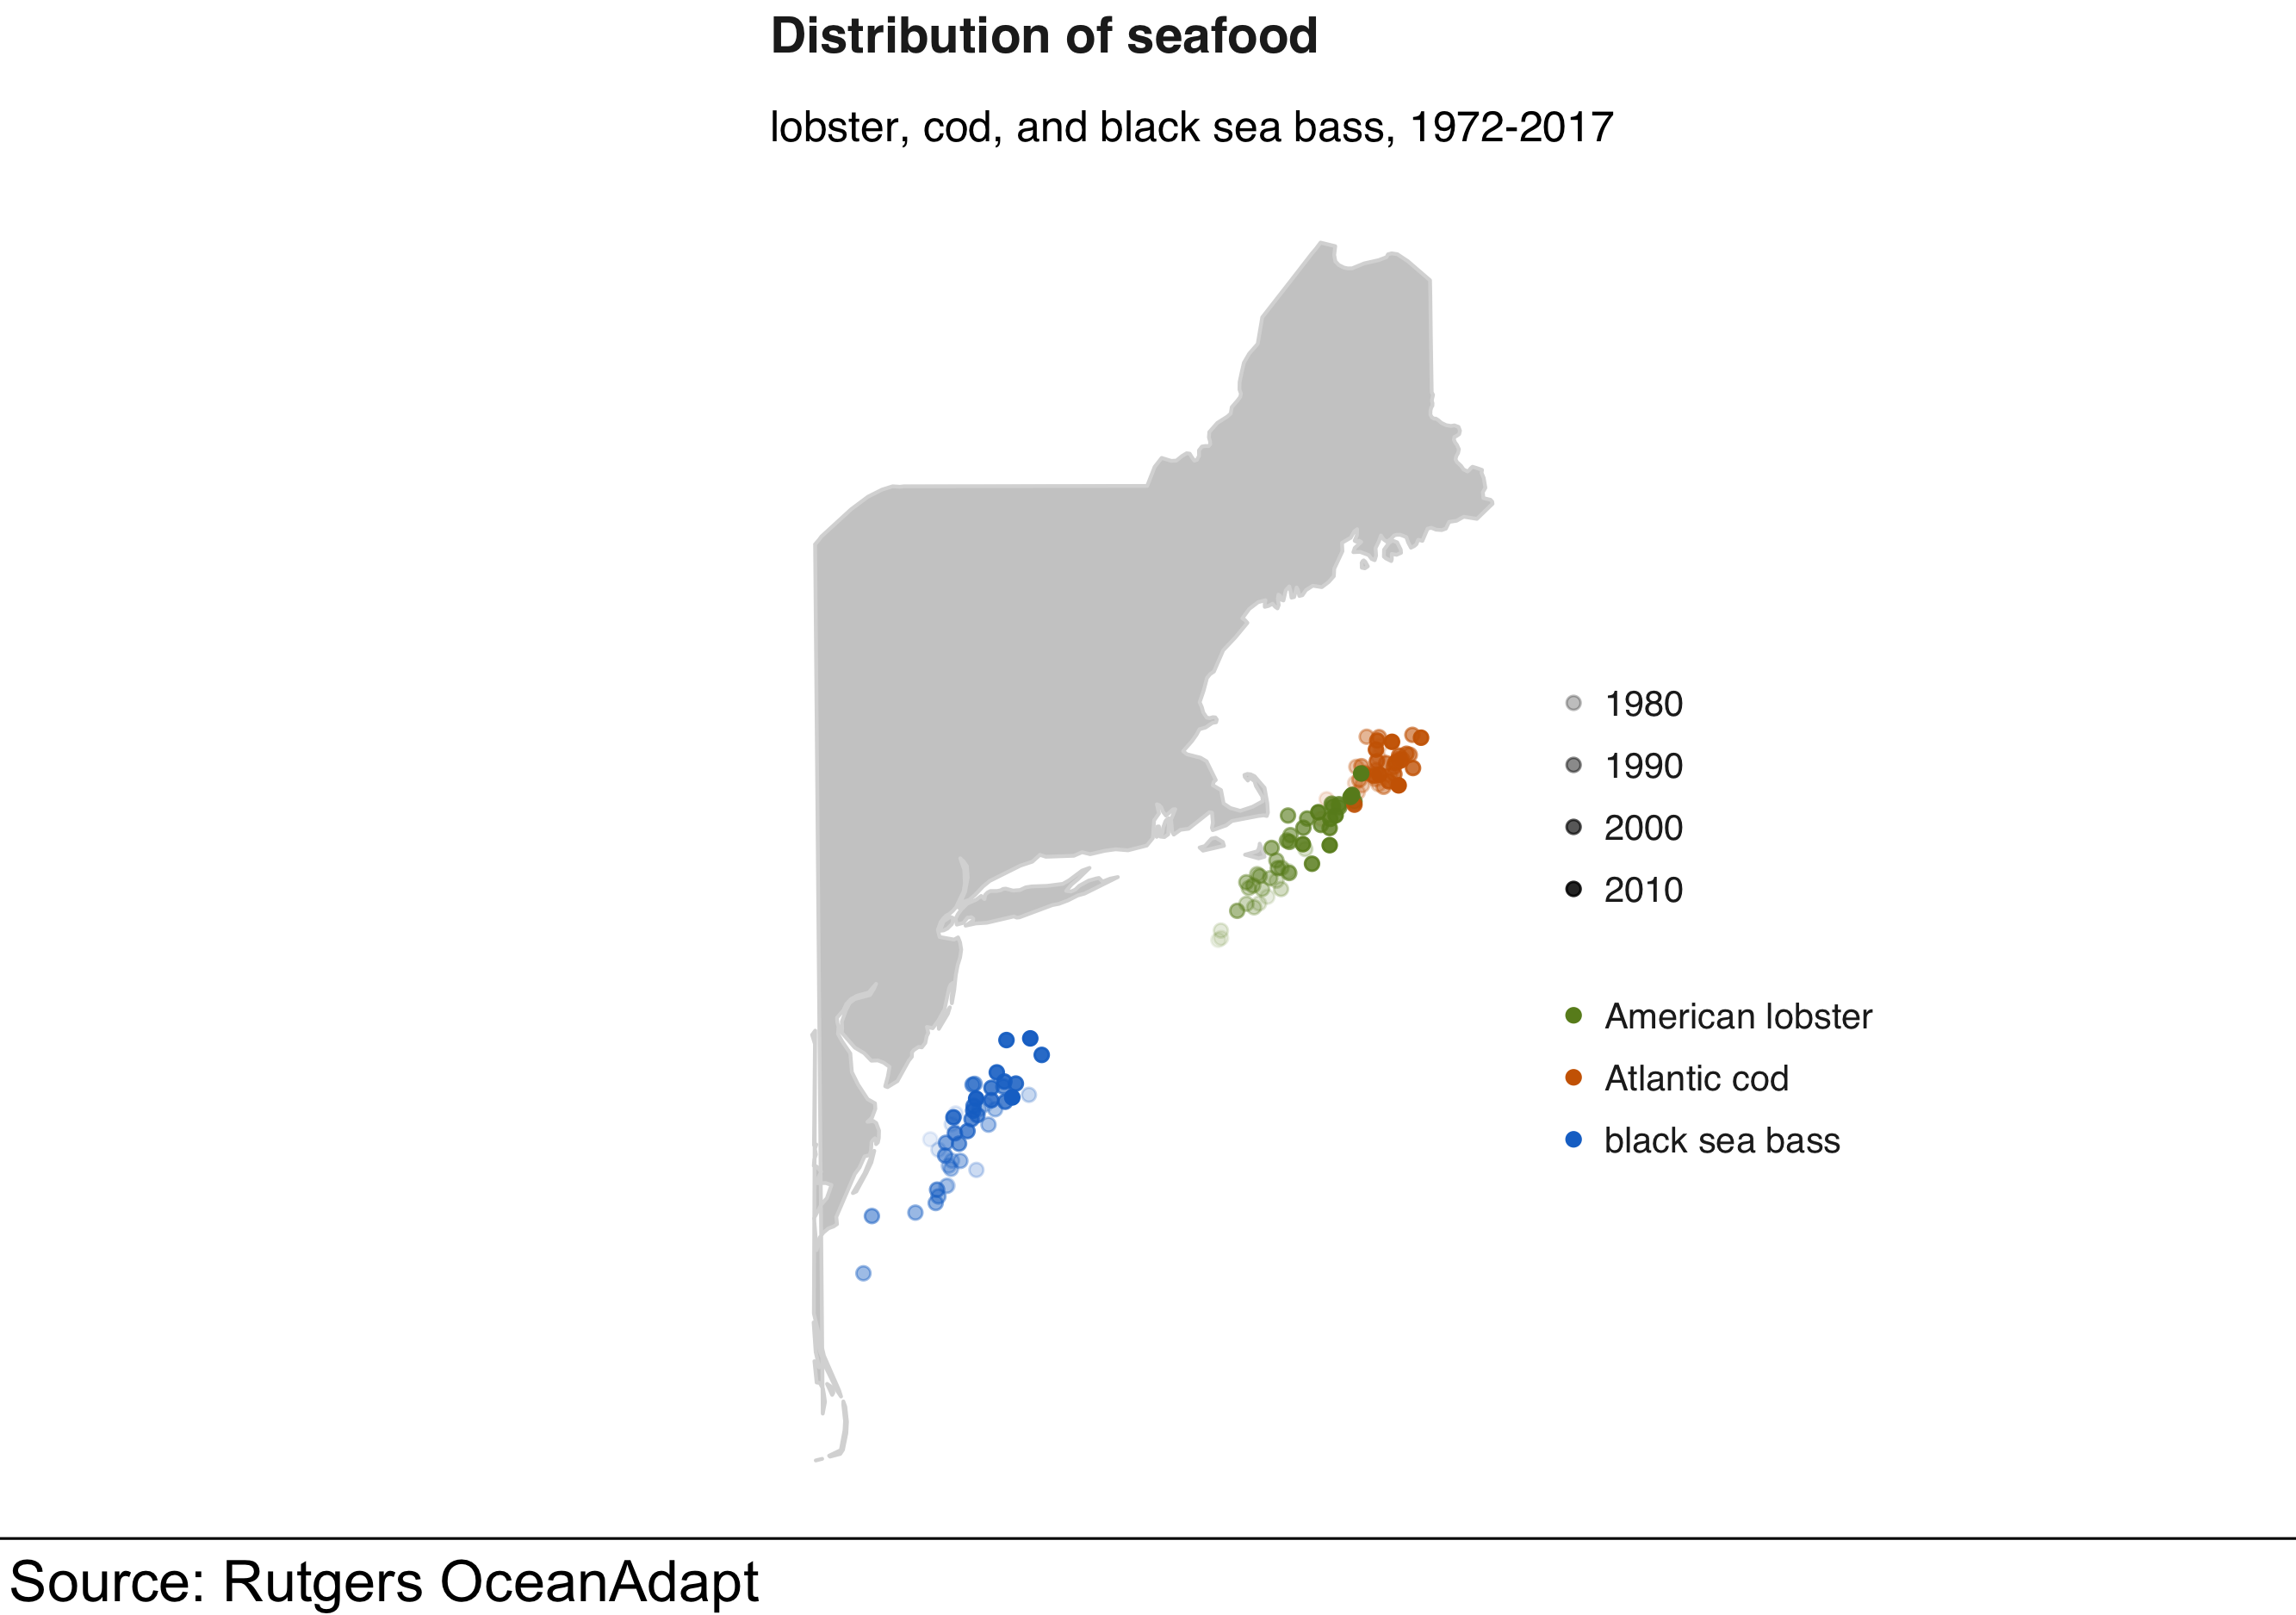 Distribution of seafood
lobster, cod, and black sea bass, 1972-2017
1980
1990
2000
2010
American lobster
Atlantic cod
black sea bass
Source: Rutgers OceanAdapt